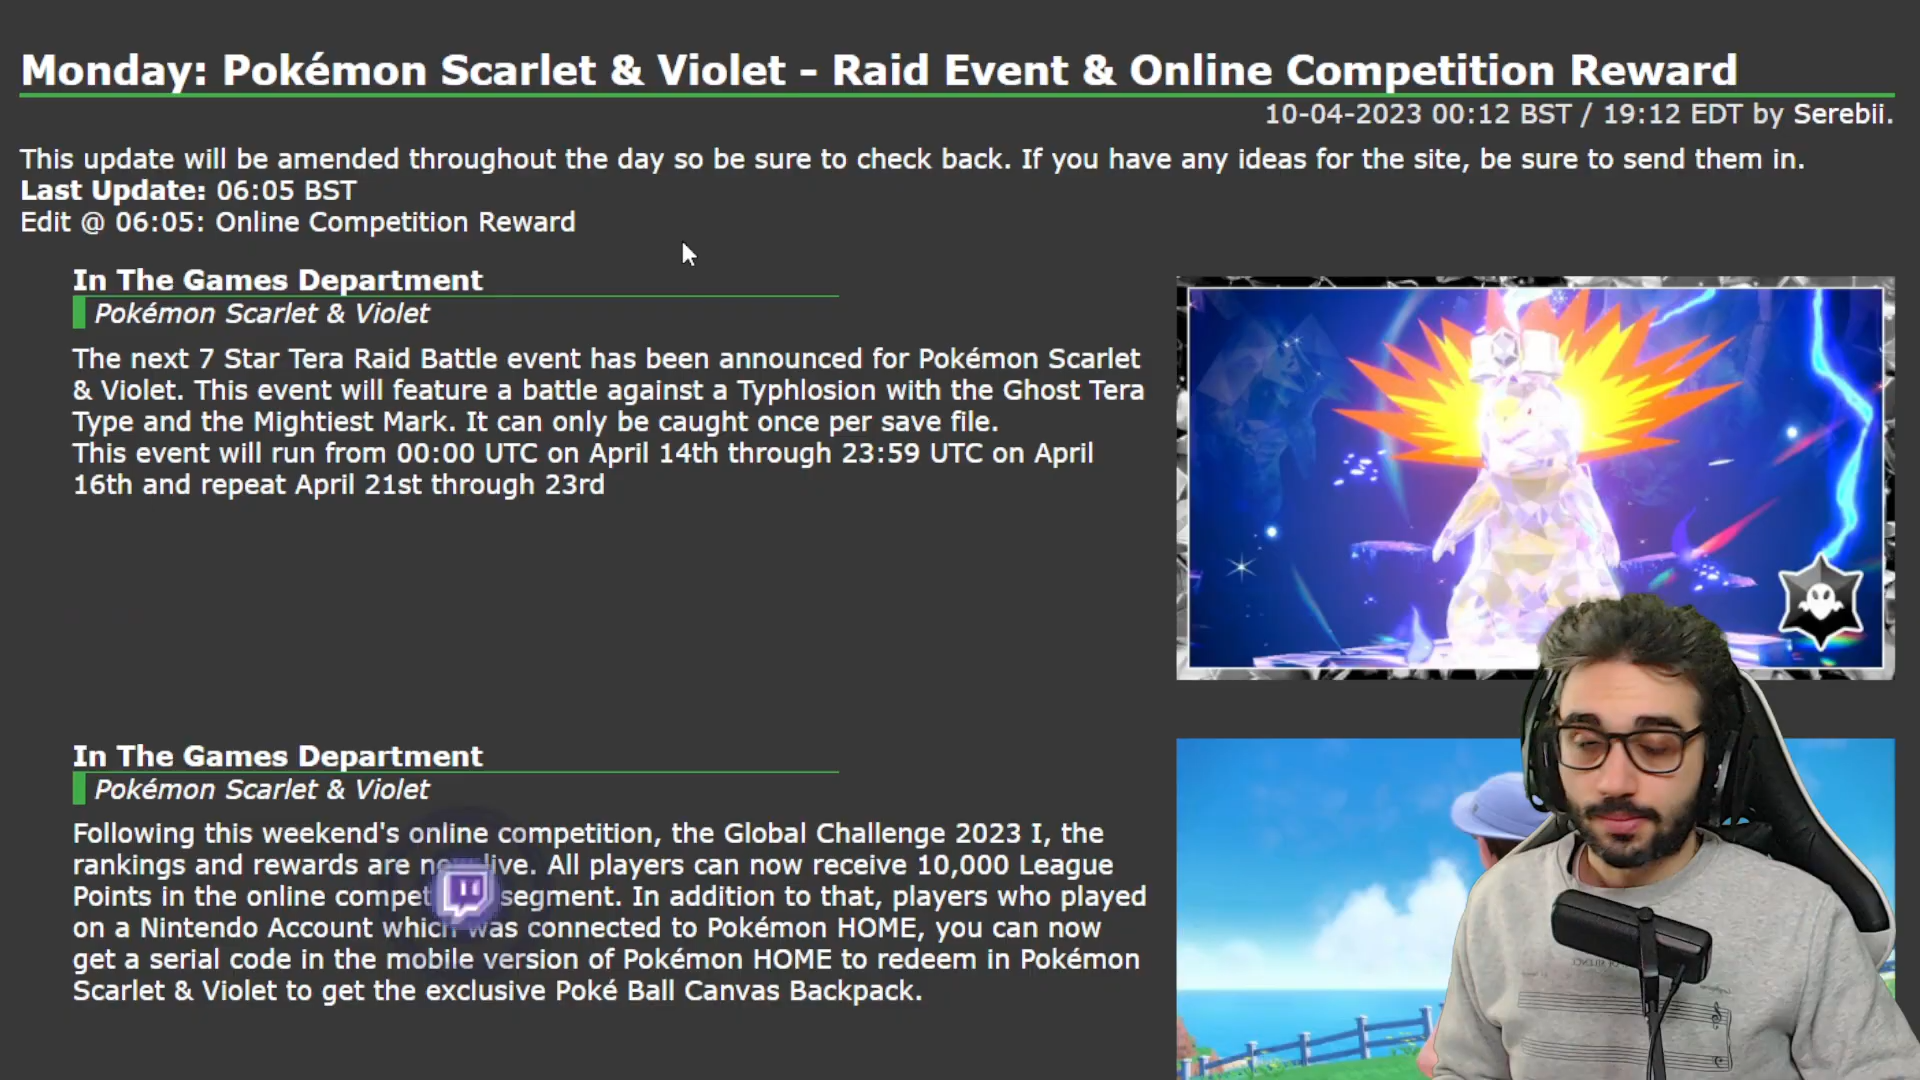 Monday: Pokémon Scarlet & Violet - Raid Event & Online Competition Reward
10-04-2023 00:12 BST / 19:12 EDT by Serebii.
This update will be amended throughout the day so be sure to check back. If you have any ideas for the site, be sure to send them in.
Last Update: 06:05 BST
Edit @ 06:05: Online Competition Reward
In The Games Department
Pokémon Scarlet & Violet
The next 7 Star Tera Raid Battle event has been announced for Pokémon Scarlet
& Violet. This event will feature a battle against a Typhlosion with the Ghost Tera
Type and the Mightiest Mark. It can only be caught once per save file.
This event will run from 00:00 UTC on April 14th through 23:59 UTC on April
16th and repeat April 21st through 23rd
In The Games Department
Pokémon Scarlet & Violet
Following this weekend's online competition, the Global Challenge 2023 I, the
rankings and rewards are now live. All players can now receive 10,000 League
Points in the online compet segment. In addition to that, players who played
on a Nintendo Account which was connected to Pokémon HOME, you can now
get a serial code in the mobile version of Pokémon HOME to redeem in Pokémon
Scarlet & Violet to get the exclusive Poké Ball Canvas Backpack.